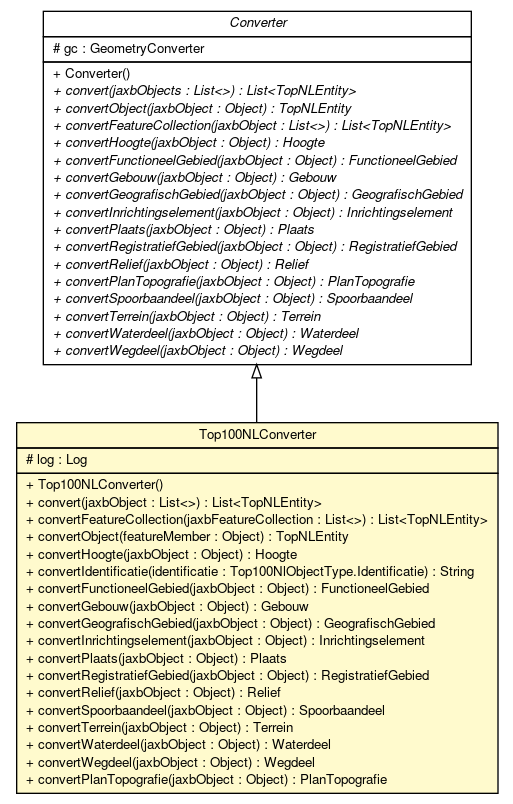 Converter
# gc : GeometryConverter
+ Converter()
+ convert(jaxbObjects : List<>) : List<TopNLEntity>
+ convertObject(jaxbObject : Object) : TopNLEntity
+ convertFeatureCollection(jaxbObject : List<>) : List<TopNLEntity>
+ convertHoogte(jaxbObject : Object) : Hoogte
+ convertFunctioneelGebied(jaxbObject : Object) : FunctioneelGebied
+ convertGebouw(jaxbObject : Object) : Gebouw
+ convertGeografischGebied(jaxbObject : Object) : GeografischGebied
+ convertInrichtingselement(jaxbObject : Object) : Inrichtingselement
+ convertPlaats(jaxbObject : Object) : Plaats
+ convertRegistratiefGebied(jaxbObject : Object) : RegistratiefGebied
+ convertRelief(jaxbObject : Object) : Relief
+ convertPlanTopografie(jaxbObject : Object) : PlanTopografie
+ convertSpoorbaandeel(jaxbObject : Object) : Spoorbaandeel
+ convertTerrein(jaxbObject : Object) : Terrein
+ convertWaterdeel(jaxbObject : Object) : Waterdeel
+ convertWegdeel(jaxbObject : Object) : Wegdeel
Top100NLConverter
# log : Log
+ Top100NLConverter()
+ convert(jaxbObject : List<>) : List<TopNLEntity>
+ convertFeatureCollection(jaxbFeatureCollection : List<>) : List<TopNLEntity>
+ convertObject(featureMember : Object) : TopNLEntity
+ convertHoogte(jaxbObject : Object) : Hoogte
+ convertIdentificatie(identificatie : Top100NlObjectType.Identificatie) : String
+ convertFunctioneelGebied(jaxbObject : Object) : FunctioneelGebied
+ convertGebouw(jaxbObject : Object) : Gebouw
+ convertGeografischGebied(jaxbObject : Object) : GeografischGebied
+ convertInrichtingselement(jaxbObject : Object) : Inrichtingselement
+ convertPlaats(jaxbObject : Object) : Plaats
+ convertRegistratiefGebied(jaxbObject : Object) : RegistratiefGebied
+ convertRelief(jaxbObject : Object) : Relief
+ convertSpoorbaandeel(jaxbObject : Object) : Spoorbaandeel
+ convertTerrein(jaxbObject : Object) : Terrein
+ convertWaterdeel(jaxbObject : Object) : Waterdeel
+ convertWegdeel(jaxbObject : Object) : Wegdeel
+ convertPlanTopografie(jaxbObject : Object) : PlanTopografie